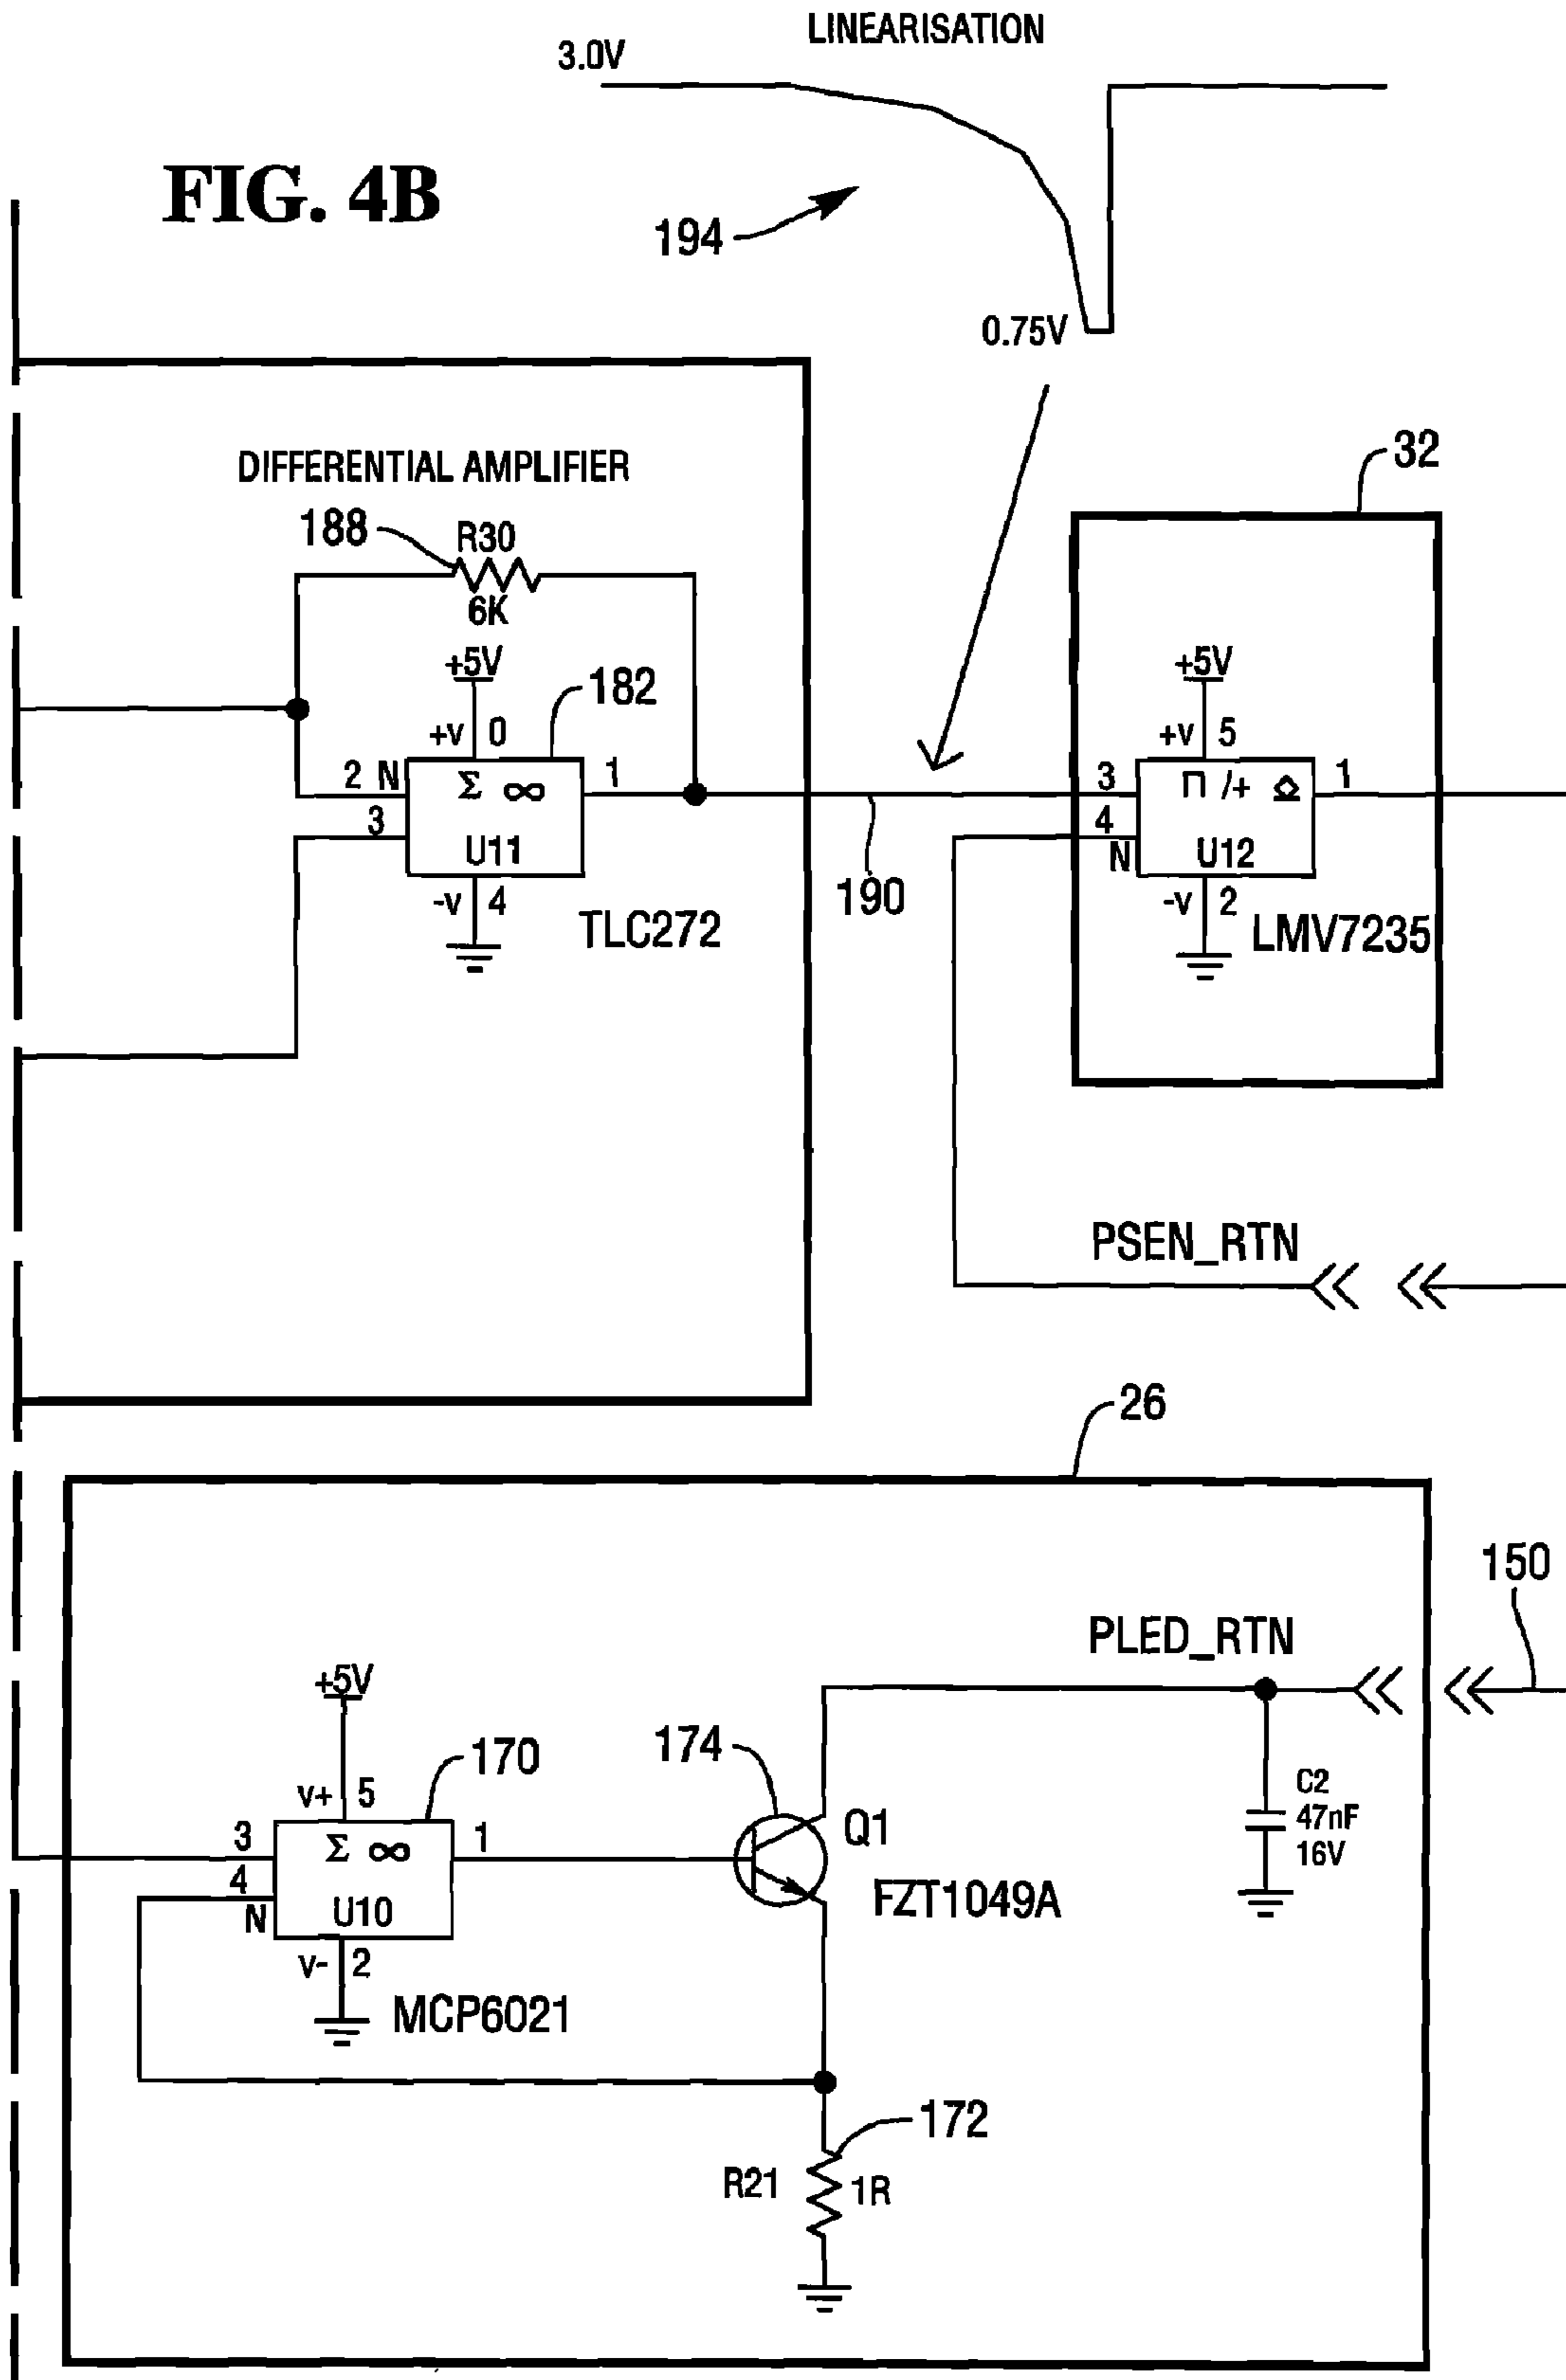 LINEARISATION
3.0V
FIG. 4B
194
0.75V
32
DIFFERENTIAL AMPLIFIER
188
R30
6K
+5V
182
+5V
+v 0
+v 5
2 N
Σ ∞
1
3
Π /+ ♎
1
3
4
U11
N
U12
-v 4
190
-v 2
TLC272
LMV7235
PSEN_RTN
26
150
PLED_RTN
+5V
170
174
C2
v+ 5
47nF
3
Σ ∞
1
Q1
16V
4
N
U10
FZT1049A
v- 2
MCP6021
172
R21
1R